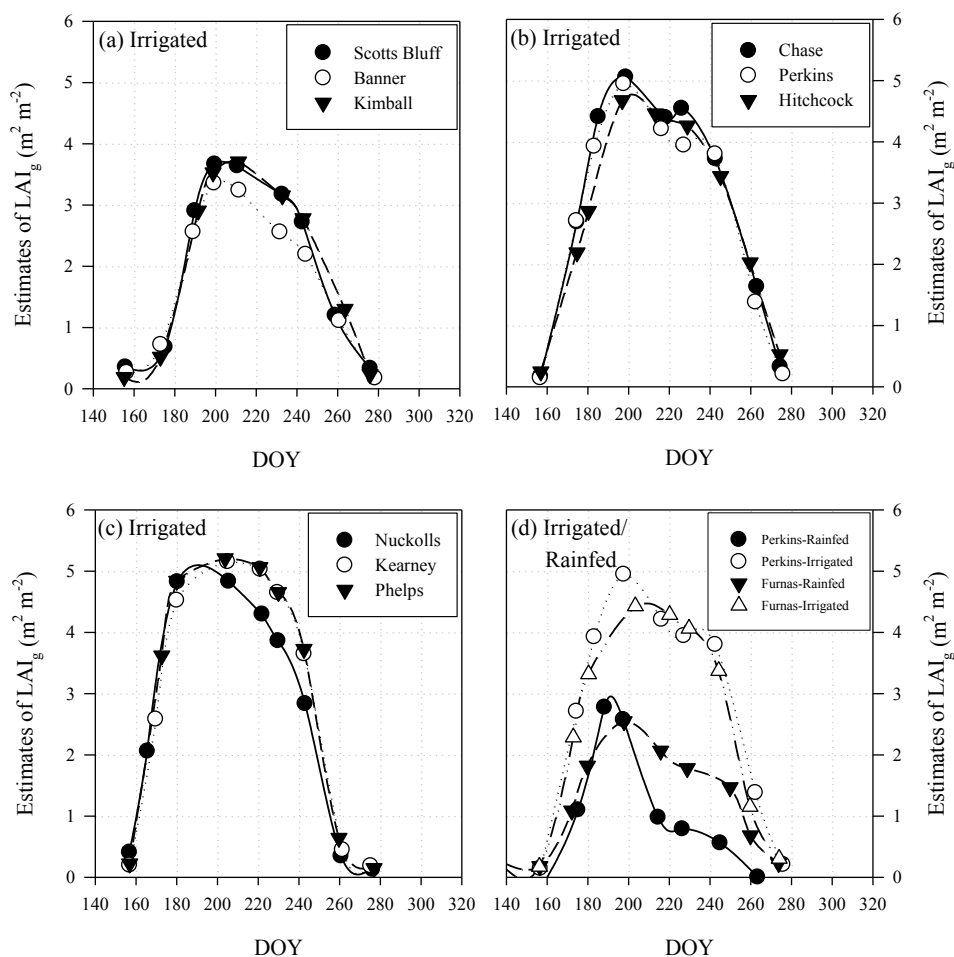 (a) Irrigated
Scotts Bluff
Banner
Kimball
Estimates of LAIg (m² m⁻²)
6
5
4
3
2
1
0
140 160 180 200 220 240 260 280 300 320
DOY
(b) Irrigated
Chase
Perkins
Hitchcock
Estimates of LAIg (m² m⁻²)
6
5
4
3
2
1
0
140 160 180 200 220 240 260 280 300 320
DOY
(c) Irrigated
Nuckolls
Kearney
Phelps
Estimates of LAIg (m² m⁻²)
6
5
4
3
2
1
0
140 160 180 200 220 240 260 280 300 320
DOY
(d) Irrigated/
Rainfed
Perkins-Rainfed
Perkins-Irrigated
Furnas-Rainfed
Furnas-Irrigated
Estimates of LAIg (m² m⁻²)
6
5
4
3
2
1
0
140 160 180 200 220 240 260 280 300 320
DOY